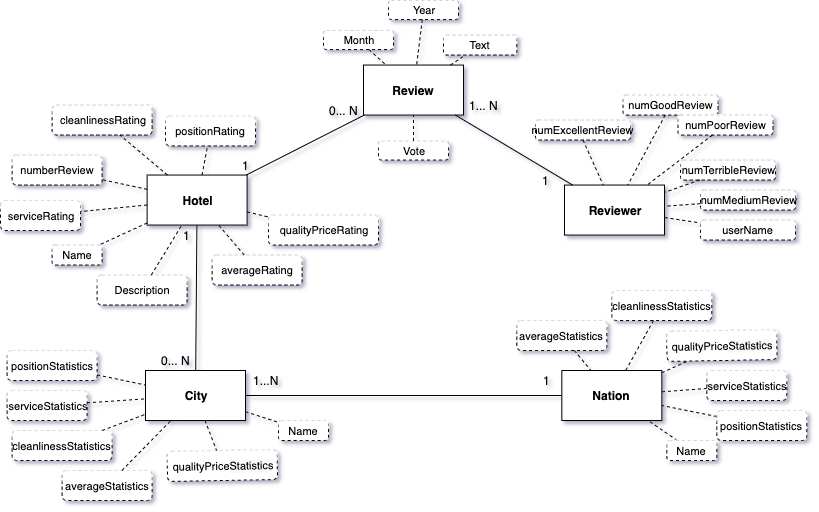 Year
Month
Text
Review
0... N
1... N
Vote
cleanlinessRating
positionRating
numberReview
serviceRating
Name
Description
averageRating
qualityPriceRating
1
Hotel
1
numGoodReview
numExcellentReview
numPoorReview
numTerribleReview
numMediumReview
userName
1
Reviewer
0... N
positionStatistics
serviceStatistics
cleanlinessStatistics
averageStatistics
qualityPriceStatistics
Name
City
1...N
1
Nation
averageStatistics
cleanlinessStatistics
qualityPriceStatistics
serviceStatistics
positionStatistics
Name